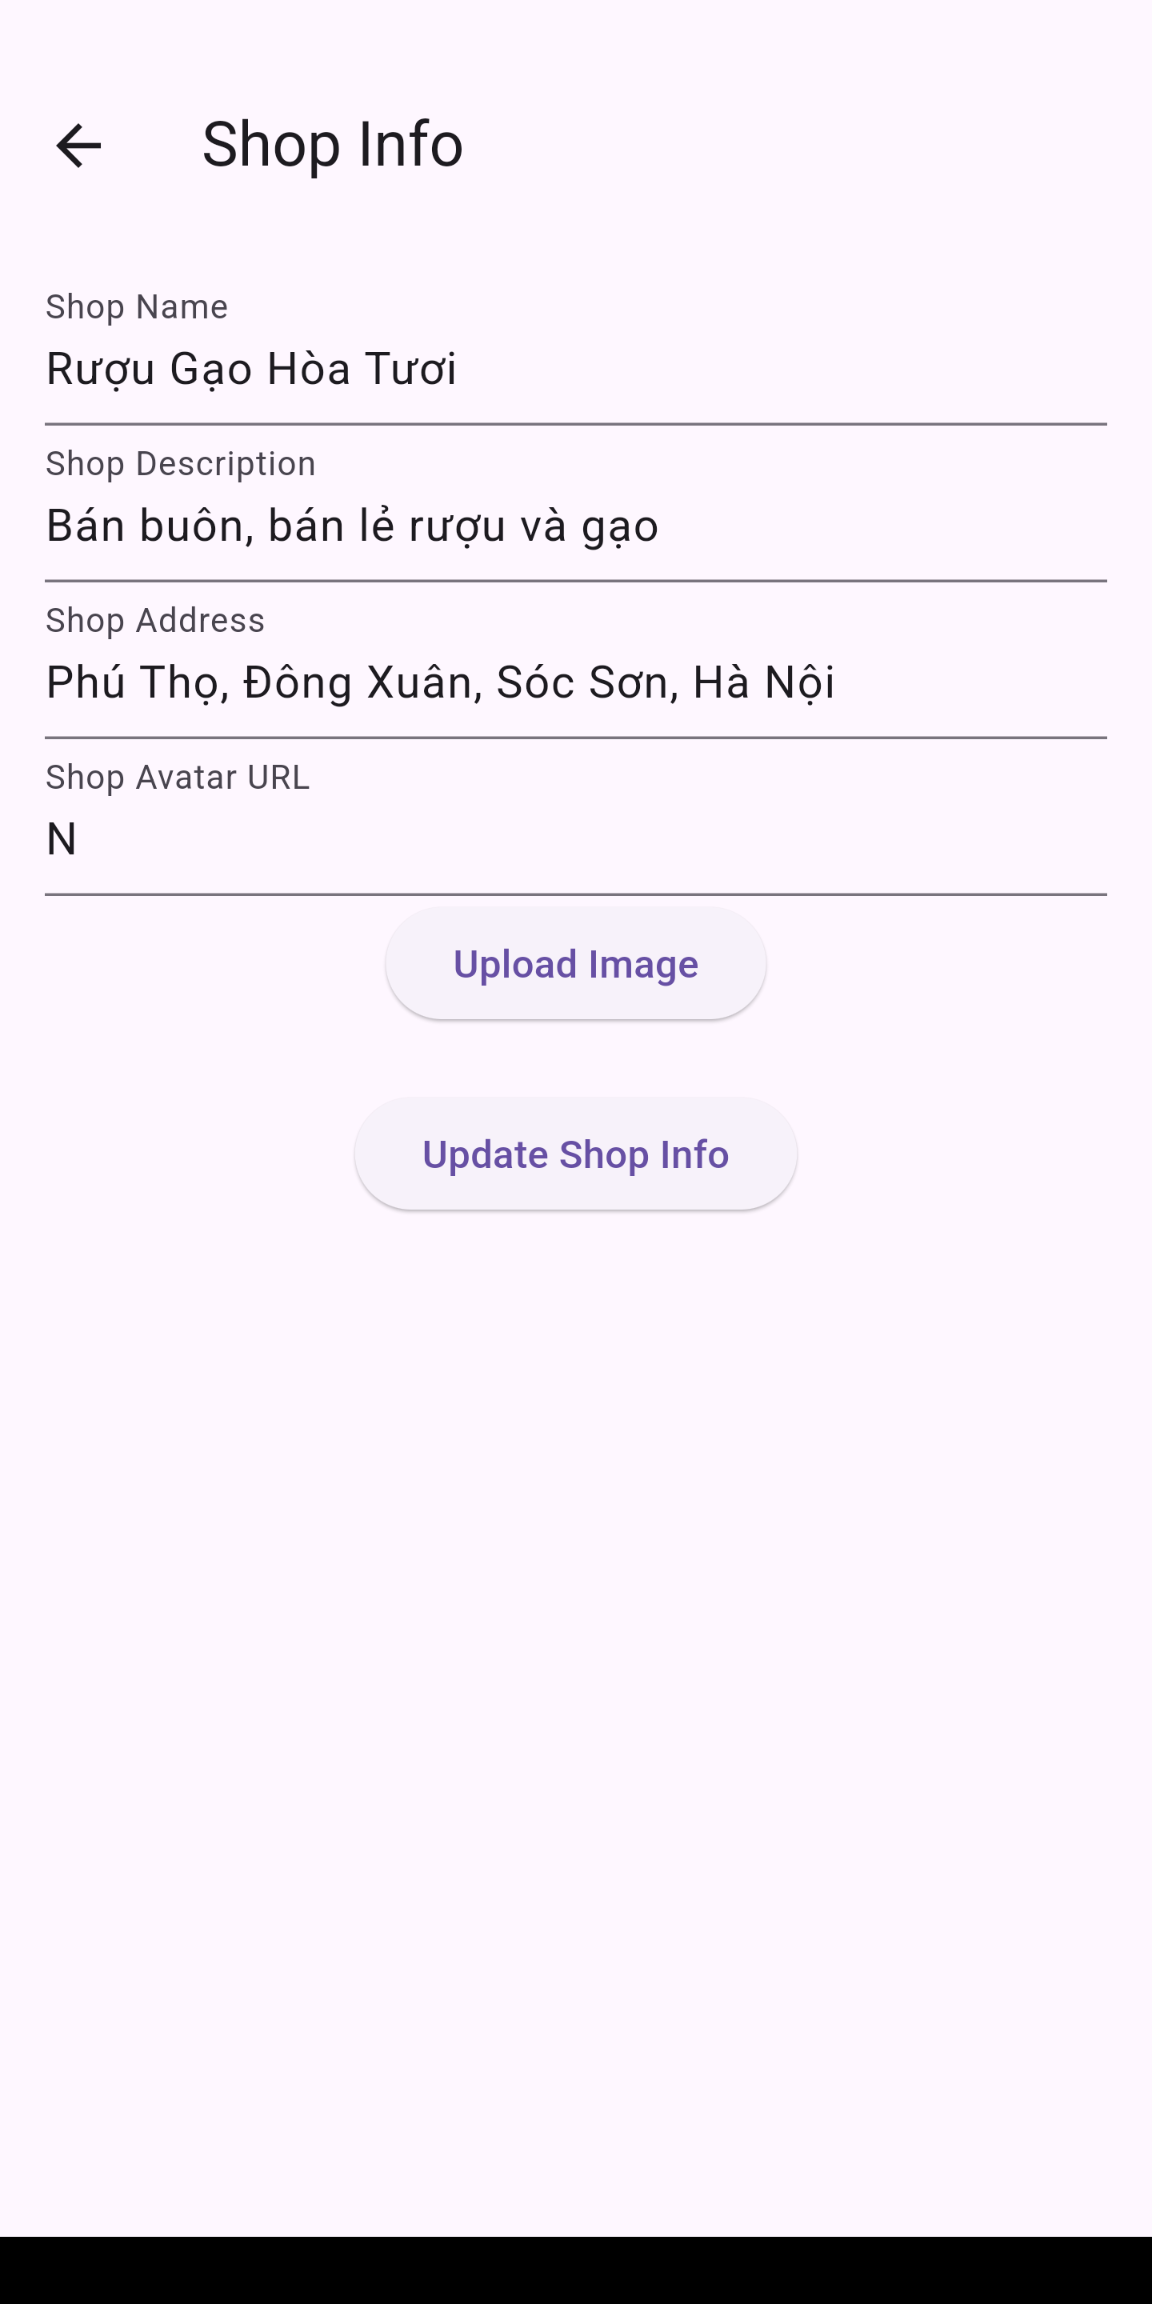 Shop Info
Shop Name
Rượu Gạo Hòa Tươi
Shop Description
Bán buôn, bán lẻ rượu và gạo
Shop Address
Phú Thọ, Đông Xuân, Sóc Sơn, Hà Nội
Shop Avatar URL
N
Upload Image
Update Shop Info